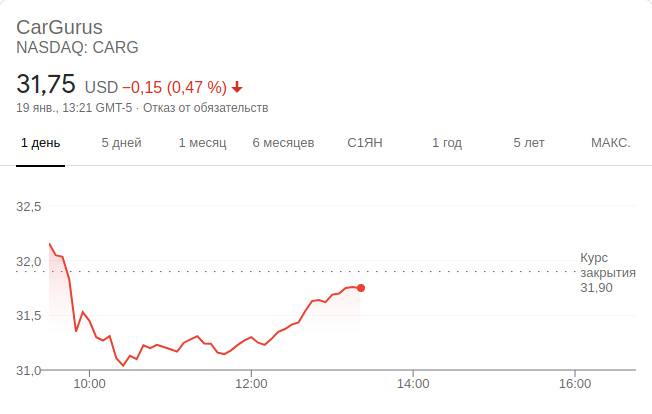 CarGurus
NASDAQ: CARG
31,75 USD −0,15 (0,47 %)
19 янв., 13:21 GMT-5 · Отказ от обязательств
1 день 5 дней 1 месяц 6 месяцев С1ЯН 1 год 5 лет МАКС.
32,5
32,0
31,5
31,0
Курс
закрытия
31,90
10:00 12:00 14:00 16:00